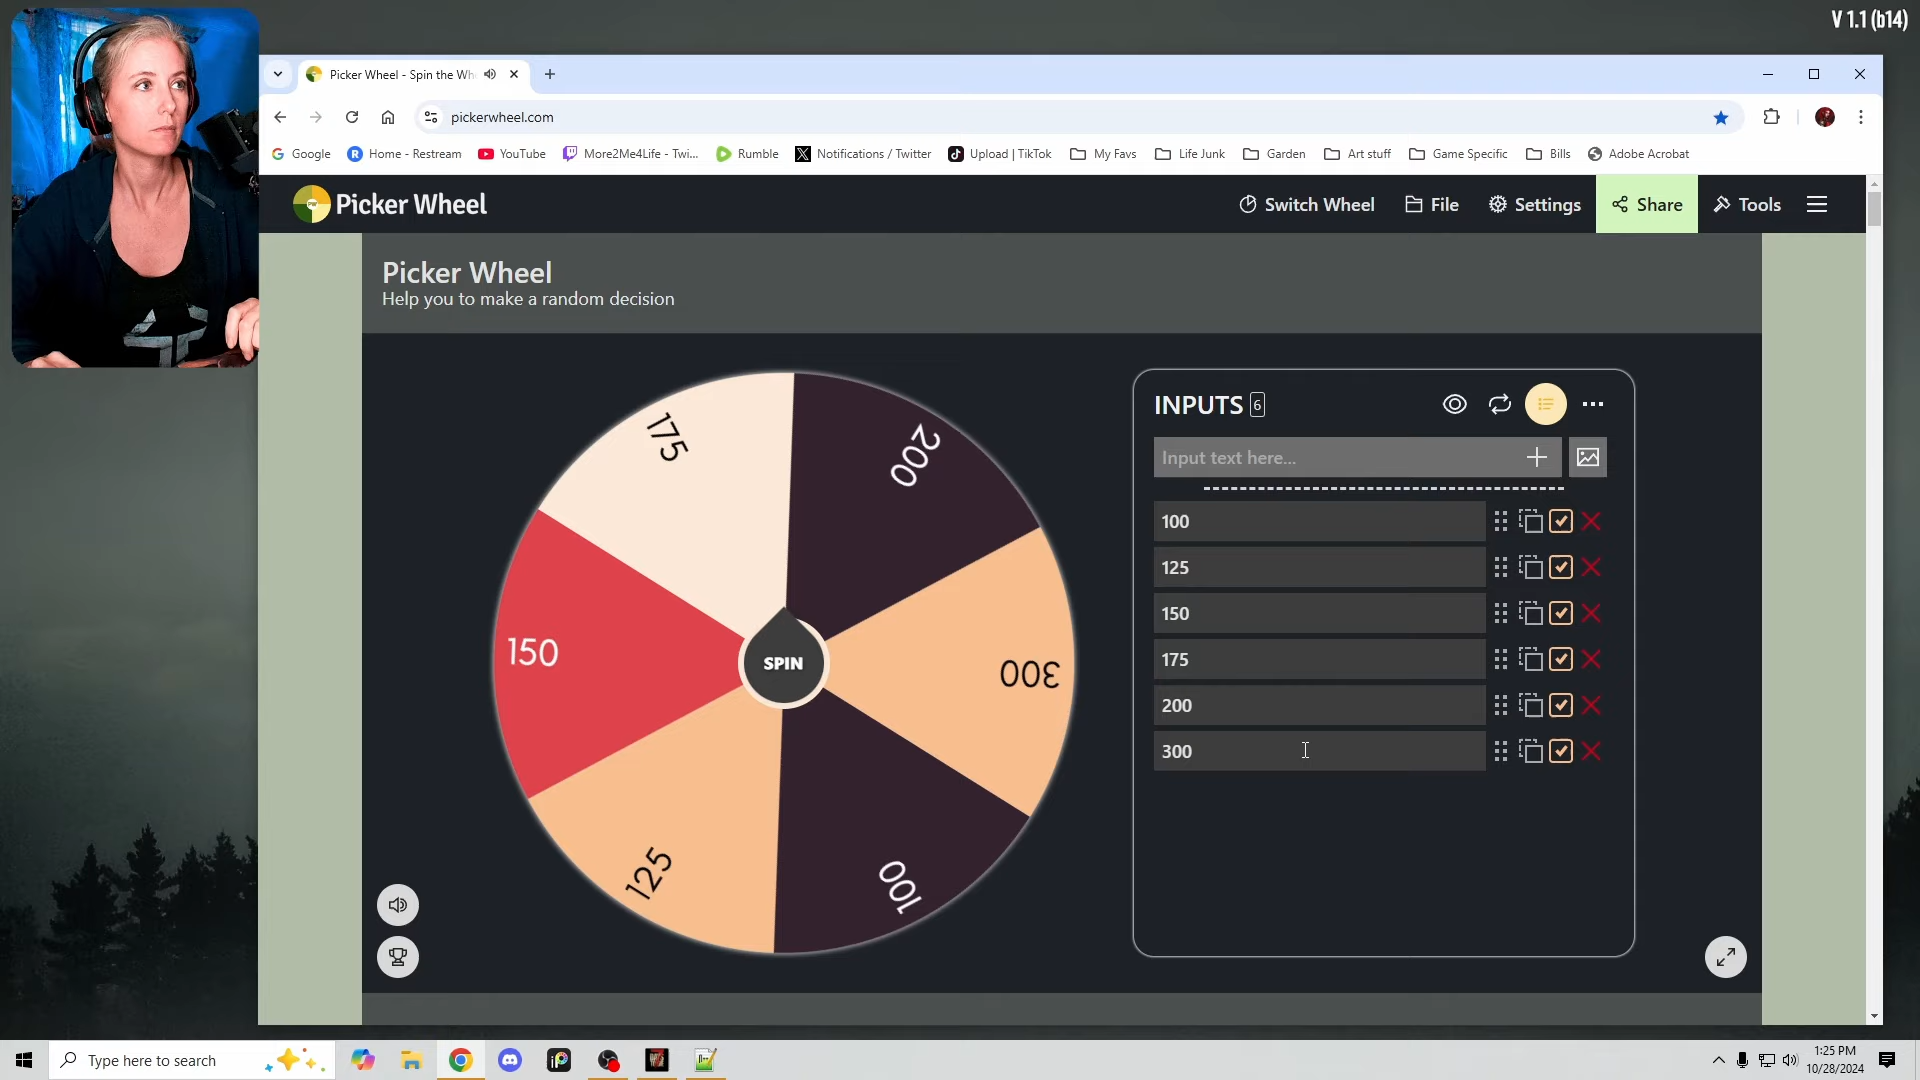 V 1.1 (b14)
Picker Wheel - Spin the Wh
pickerwheel.com
Google
Home - Restream
YouTube
More2Me4Life - Twi...
Rumble
Notifications / Twitter
Upload | TikTok
My Favs
Life Junk
Garden
Art stuff
Game Specific
Bills
Adobe Acrobat
Picker Wheel
Switch Wheel
File
Settings
Share
Tools
Picker Wheel
Help you to make a random decision
175
200
150
300
125
100
SPIN
INPUTS 6
Input text here...
100
125
150
175
200
300
Type here to search
1:25 PM
10/28/2024